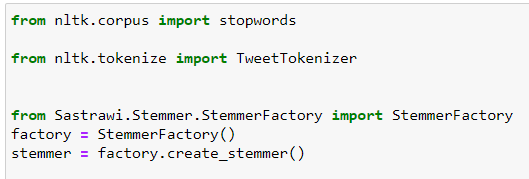 from nltk.corpus import stopwords
from nltk.tokenize import TweetTokenizer
from Sastrawi.Stemmer.StemmerFactory import StemmerFactory
factory = StemmerFactory()
stemmer = factory.create_stemmer()